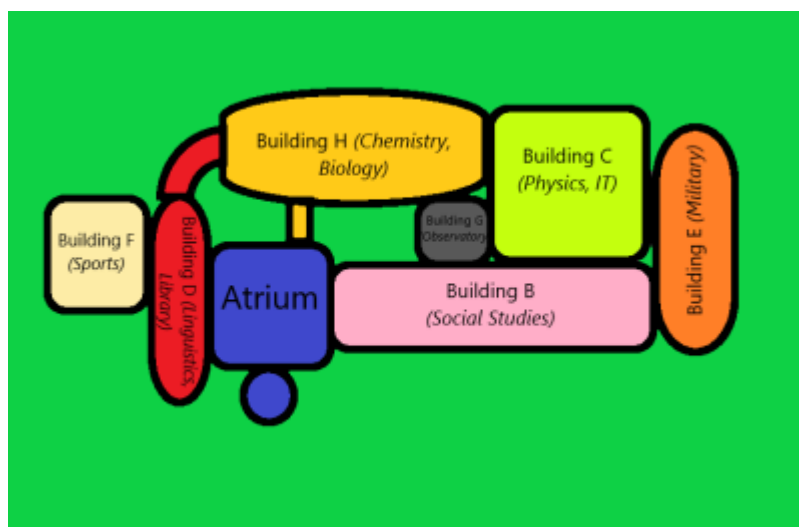 Building H (Chemistry,
Biology)
Building C
(Physics, IT)
Building E (Military)
Building G
(Observatory)
Building F
(Sports)
Building D (Linguistics,
Library)
Atrium
Building B
(Social Studies)